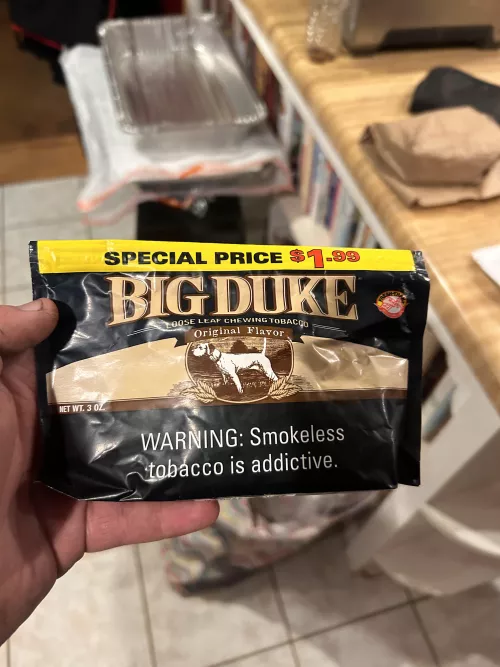 SPECIAL PRICE $1.99
BIG DUKE
LOOSE LEAF CHEWING TOBACCO
Original Flavor
NET WT. 3 OZ.
WARNING: Smokeless
tobacco is addictive.